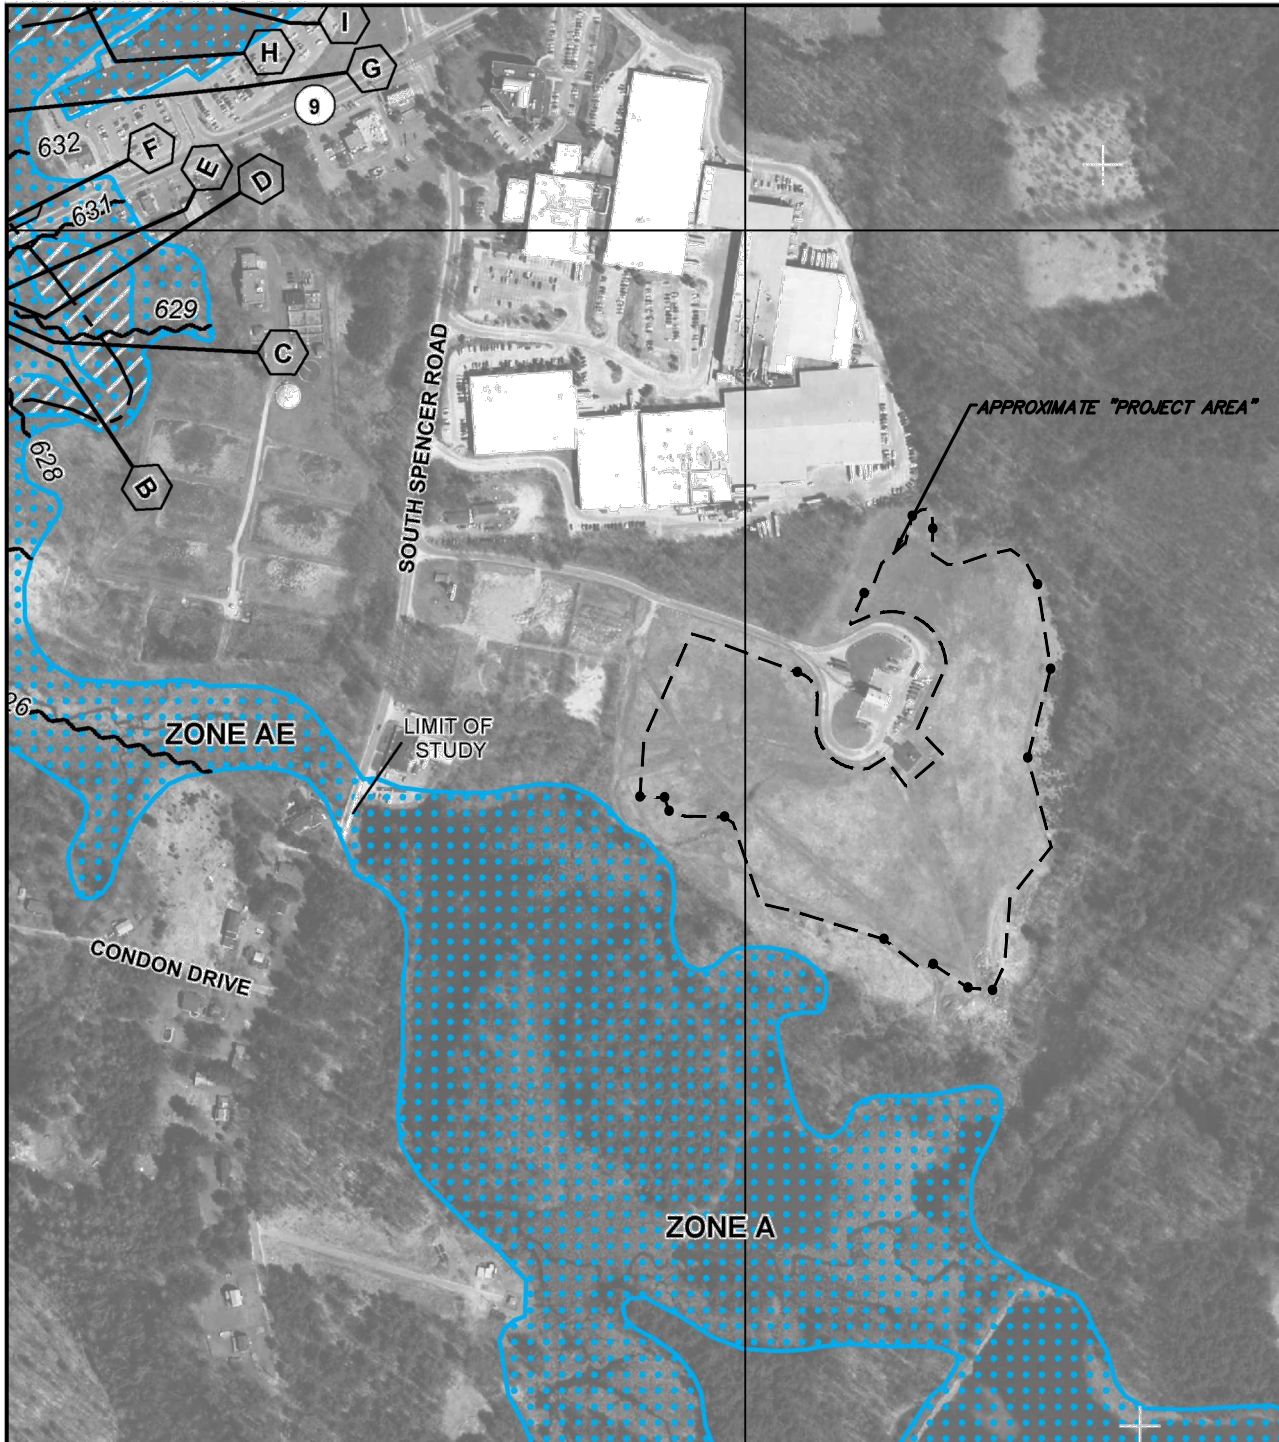 I
H
G
9
632
F
E
D
631
629
C
SOUTH SPENCER ROAD
APPROXIMATE "PROJECT AREA"
628
B
26
ZONE AE
LIMIT OF
STUDY
CONDON DRIVE
ZONE A